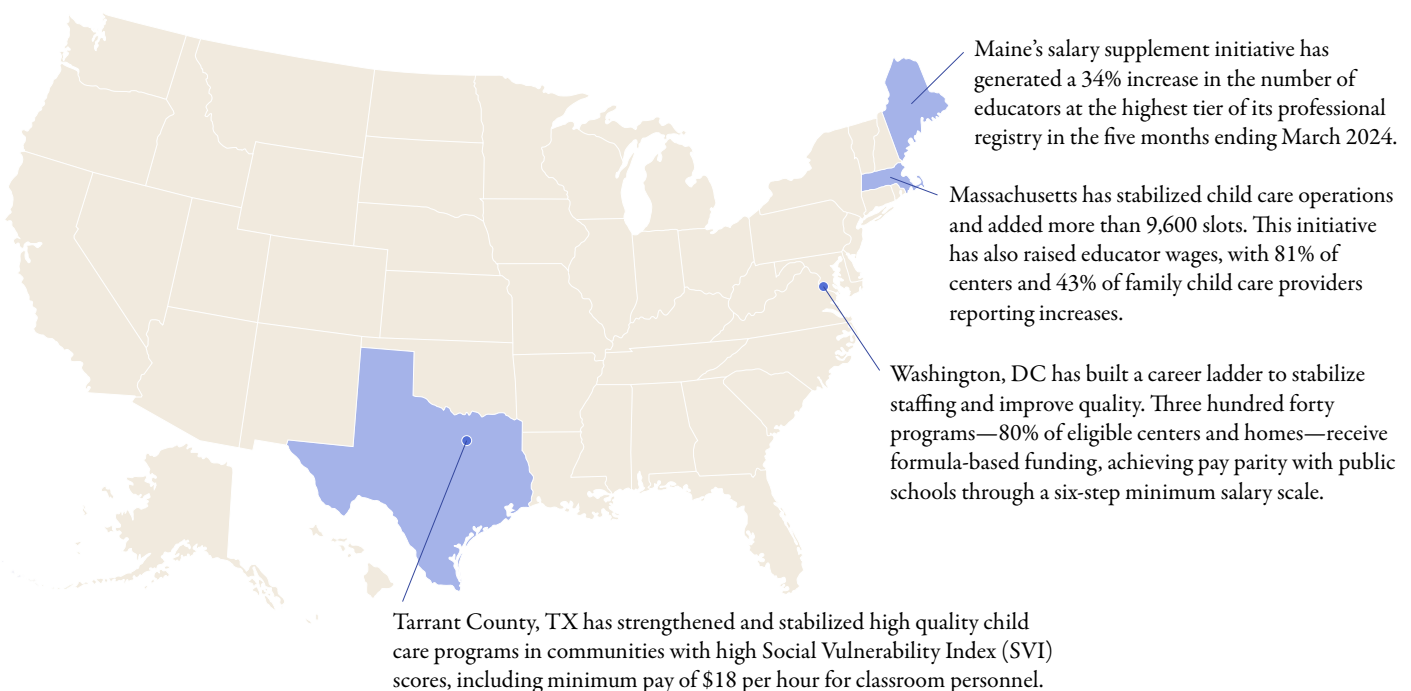 Maine’s salary supplement initiative has
generated a 34% increase in the number of
educators at the highest tier of its professional
registry in the five months ending March 2024.
Massachusetts has stabilized child care operations
and added more than 9,600 slots. This initiative
has also raised educator wages, with 81% of
centers and 43% of family child care providers
reporting increases.
Washington, DC has built a career ladder to stabilize
staffing and improve quality. Three hundred forty
programs—80% of eligible centers and homes—receive
formula-based funding, achieving pay parity with public
schools through a six-step minimum salary scale.
Tarrant County, TX has strengthened and stabilized high quality child
care programs in communities with high Social Vulnerability Index (SVI)
scores, including minimum pay of $18 per hour for classroom personnel.